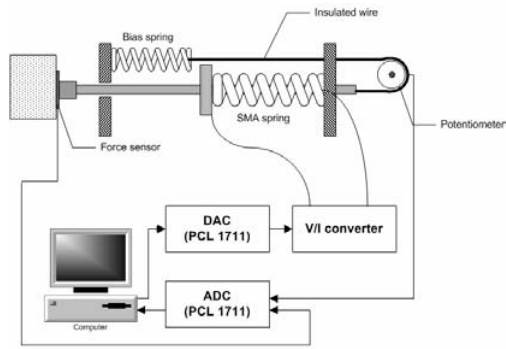 Insulated wire
Bias spring
SMA spring
Potentiometer
Force sensor
DAC
(PCL 1711)
V/I converter
ADC
(PCL 1711)
Computer